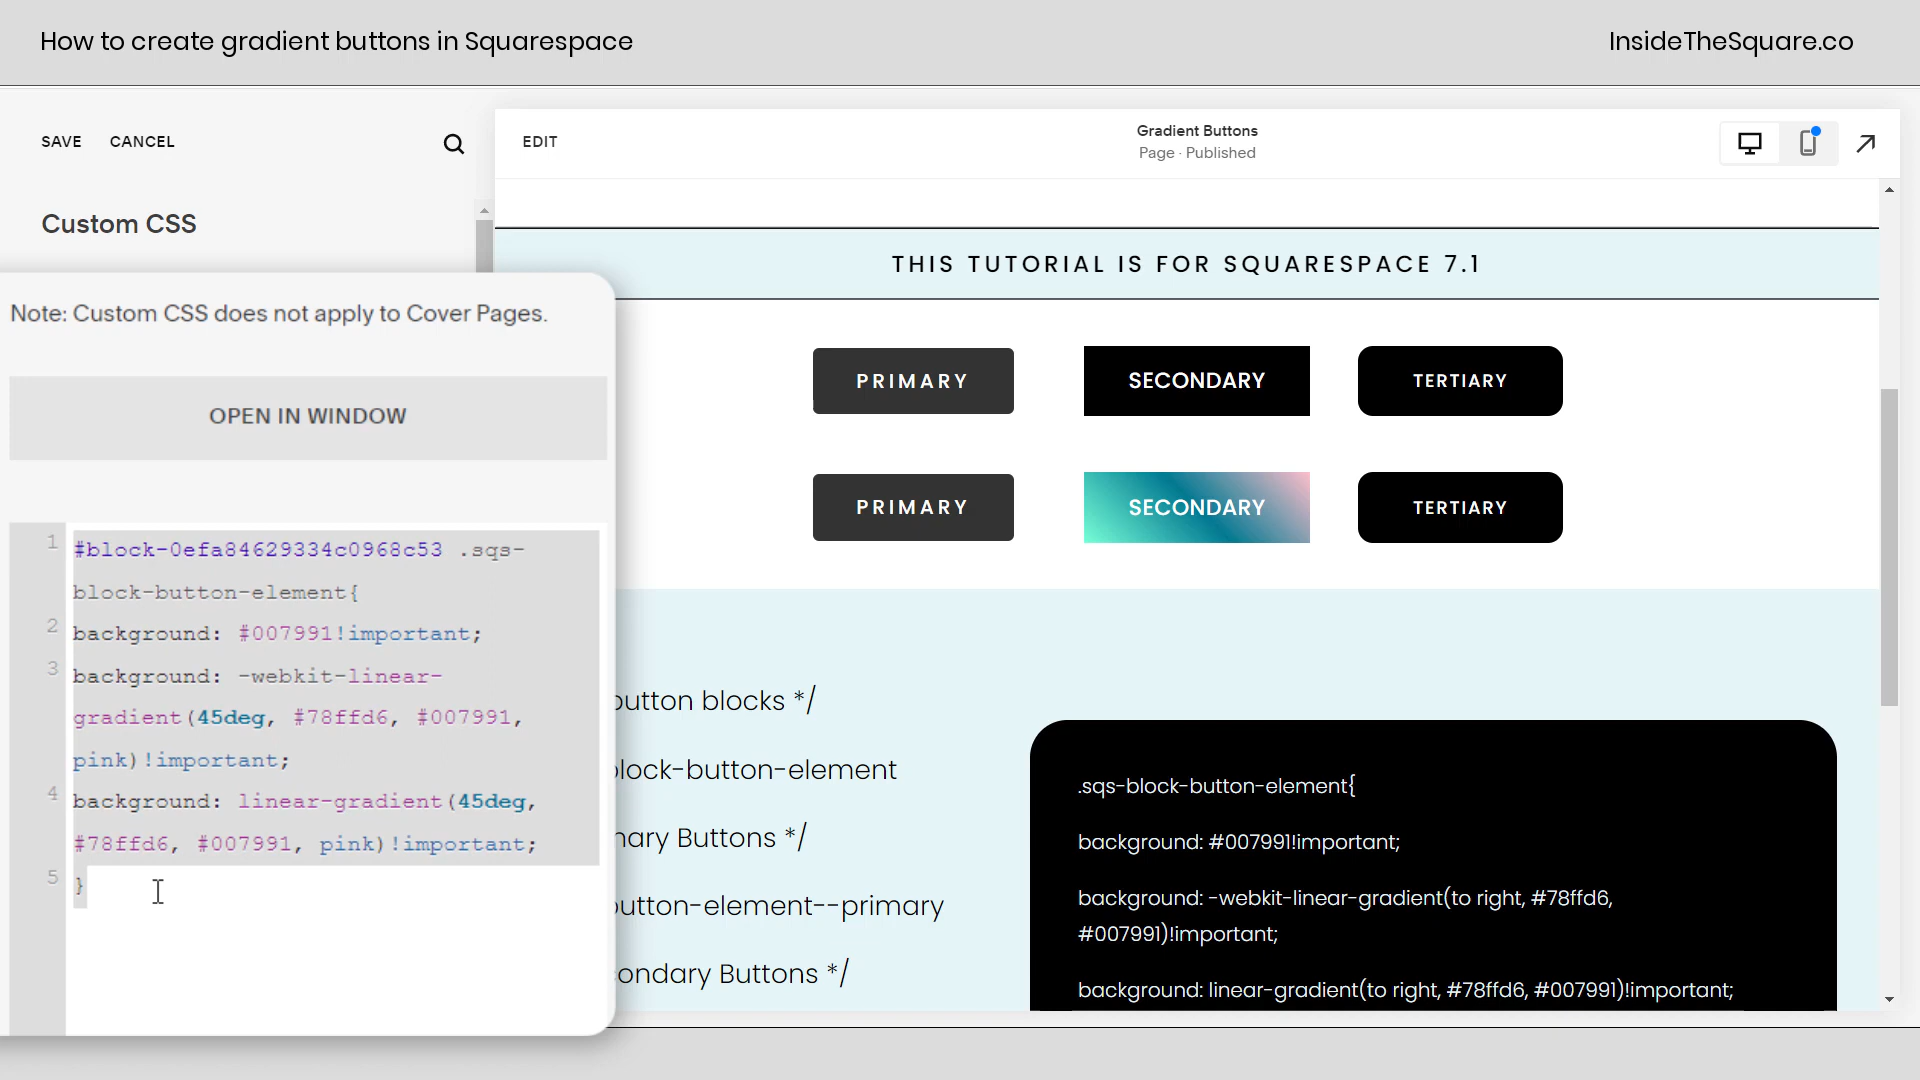 How to create gradient buttons in Squarespace
InsideTheSquare.co
SAVE CANCEL
EDIT
Gradient Buttons
Page · Published
Custom CSS
THIS TUTORIAL IS FOR SQUARESPACE 7.1
Note: Custom CSS does not apply to Cover Pages.
OPEN IN WINDOW
PRIMARY SECONDARY TERTIARY
PRIMARY SECONDARY TERTIARY
1 #block-0efa84629334c0968c53 .sqs-
block-button-element{
2 background: #007991!important;
3 background: -webkit-linear-
gradient(45deg, #78ffd6, #007991,
pink)!important;
4 background: linear-gradient(45deg,
#78ffd6, #007991, pink)!important;
5 }
button blocks */
block-button-element
nary Buttons */
button-element--primary
ondary Buttons */
.sqs-block-button-element{
background: #007991!important;
background: -webkit-linear-gradient(to right, #78ffd6,
#007991)!important;
background: linear-gradient(to right, #78ffd6, #007991)!important;